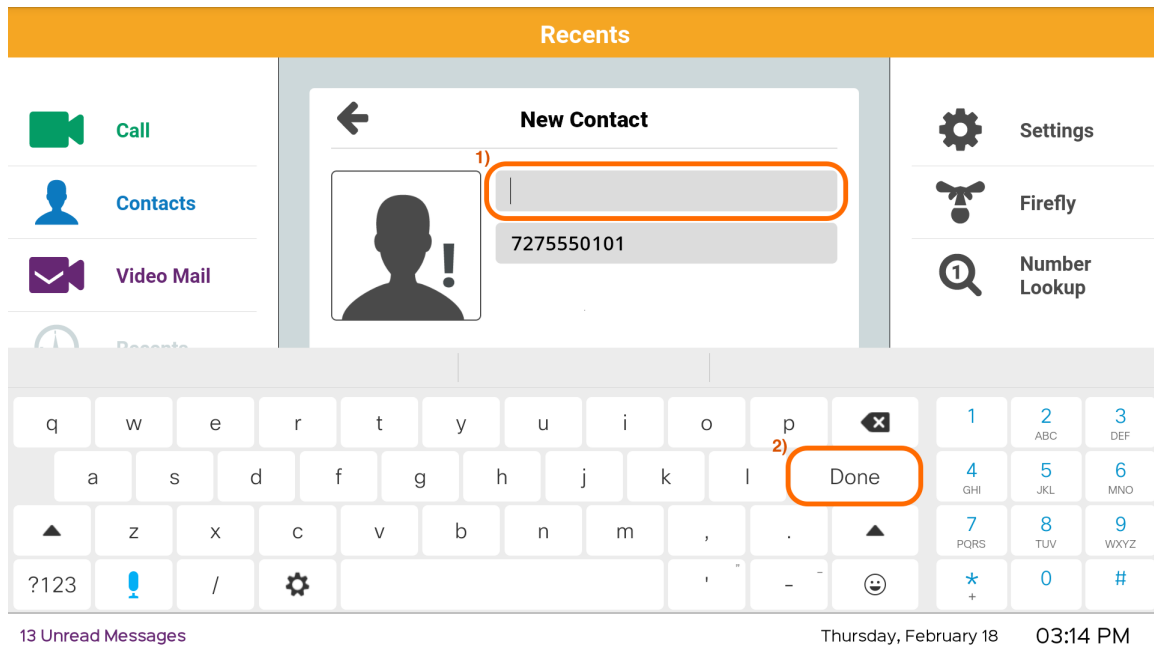 Recents
Call
Contacts
Video Mail
Recents
New Contact
1)
7275550101
Settings
Firefly
Number
Lookup
q w e r t y u i o p
2)
a s d f g h j k l Done
z x c v b n m , .
?123 / ' " - _
1 2 ABC 3 DEF
4 GHI 5 JKL 6 MNO
7 PQRS 8 TUV 9 WXYZ
* + 0 #
13 Unread Messages
Thursday, February 18 03:14 PM